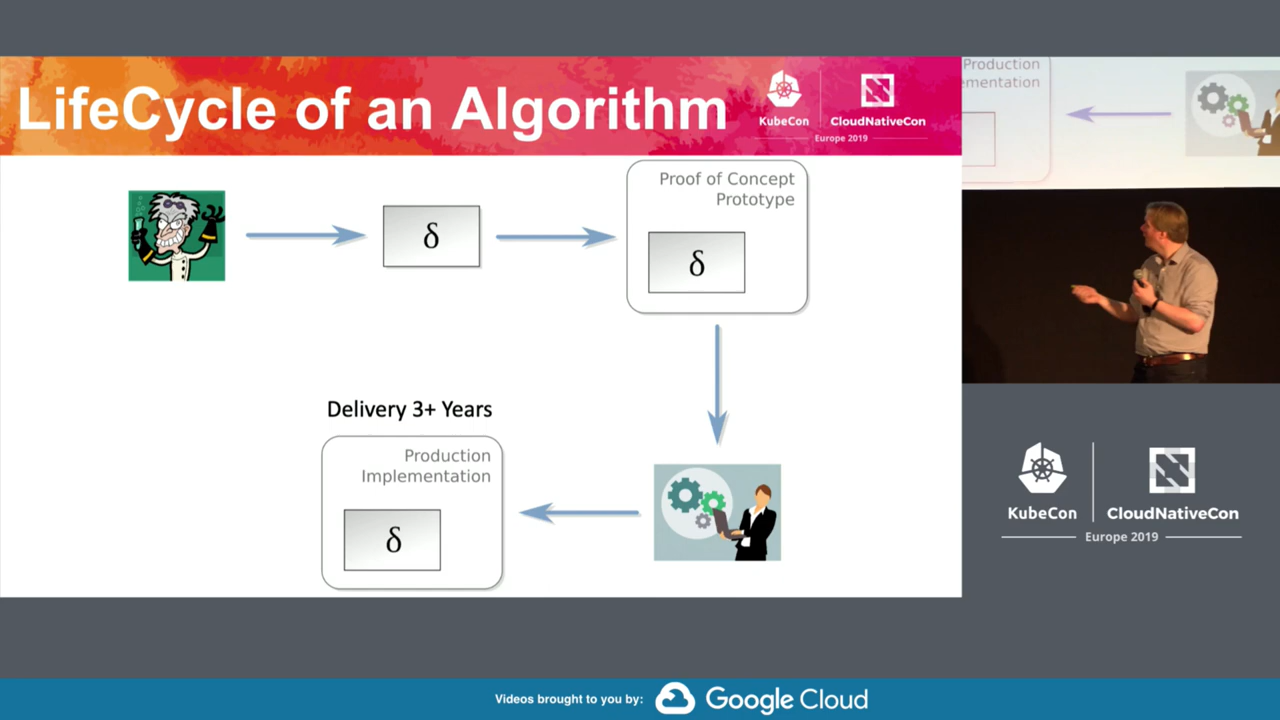 LifeCycle of an Algorithm
KubeCon
CloudNativeCon
Europe 2019
δ
Proof of Concept
Prototype
δ
Delivery 3+ Years
Production
Implementation
δ
Production
mentation
KubeCon
CloudNativeCon
Europe 2019
Videos brought to you by:
Google Cloud